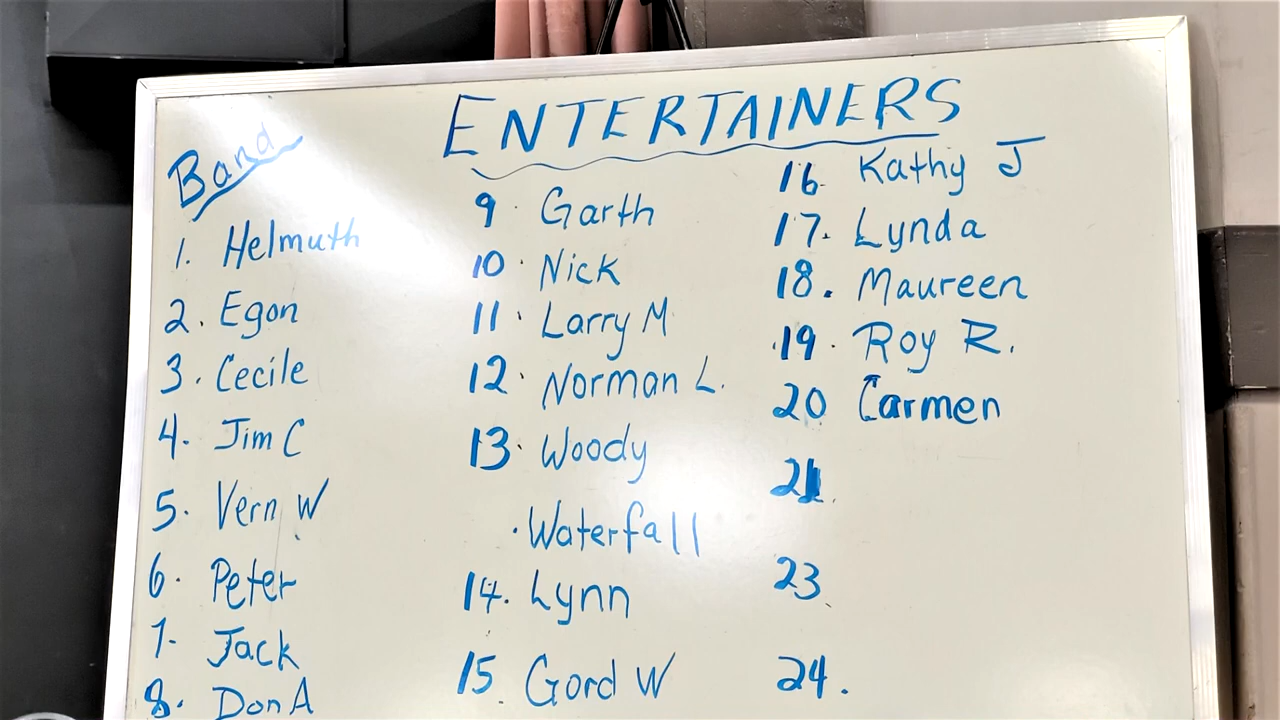 ENTERTAINERS
Band
1. Helmuth
2. Egon
3. Cecile
4. Jim C
5. Vern W
6. Peter
7. Jack
8. Don A
9. Garth
10. Nick
11. Larry M
12. Norman L.
13. Woody
Waterfall
14. Lynn
15. Gord W
16. Kathy J
17. Lynda
18. Maureen
19. Roy R.
20 Carmen
21.
23.
24.